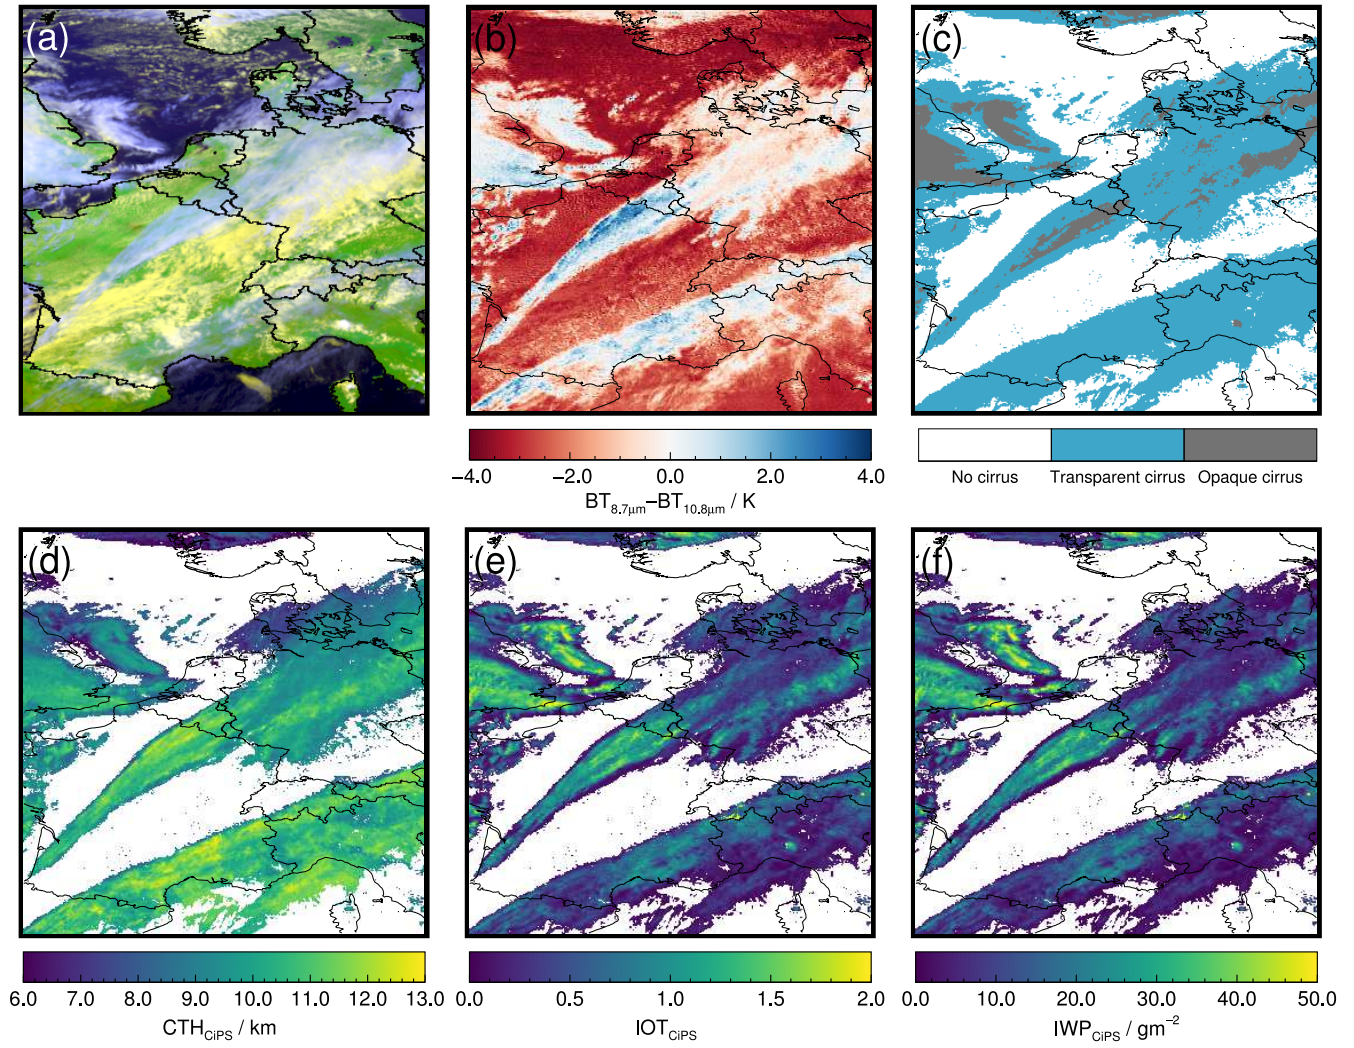 (a)
(b)
(c)
−4.0 −2.0 0.0 2.0 4.0
BT8.7μm−BT10.8μm / K
No cirrus Transparent cirrus Opaque cirrus
(d)
(e)
(f)
6.0 7.0 8.0 9.0 10.0 11.0 12.0 13.0
CTHCiPS / km
0.0 0.5 1.0 1.5 2.0
IOTCiPS
0.0 10.0 20.0 30.0 40.0 50.0
IWPCiPS / gm−2